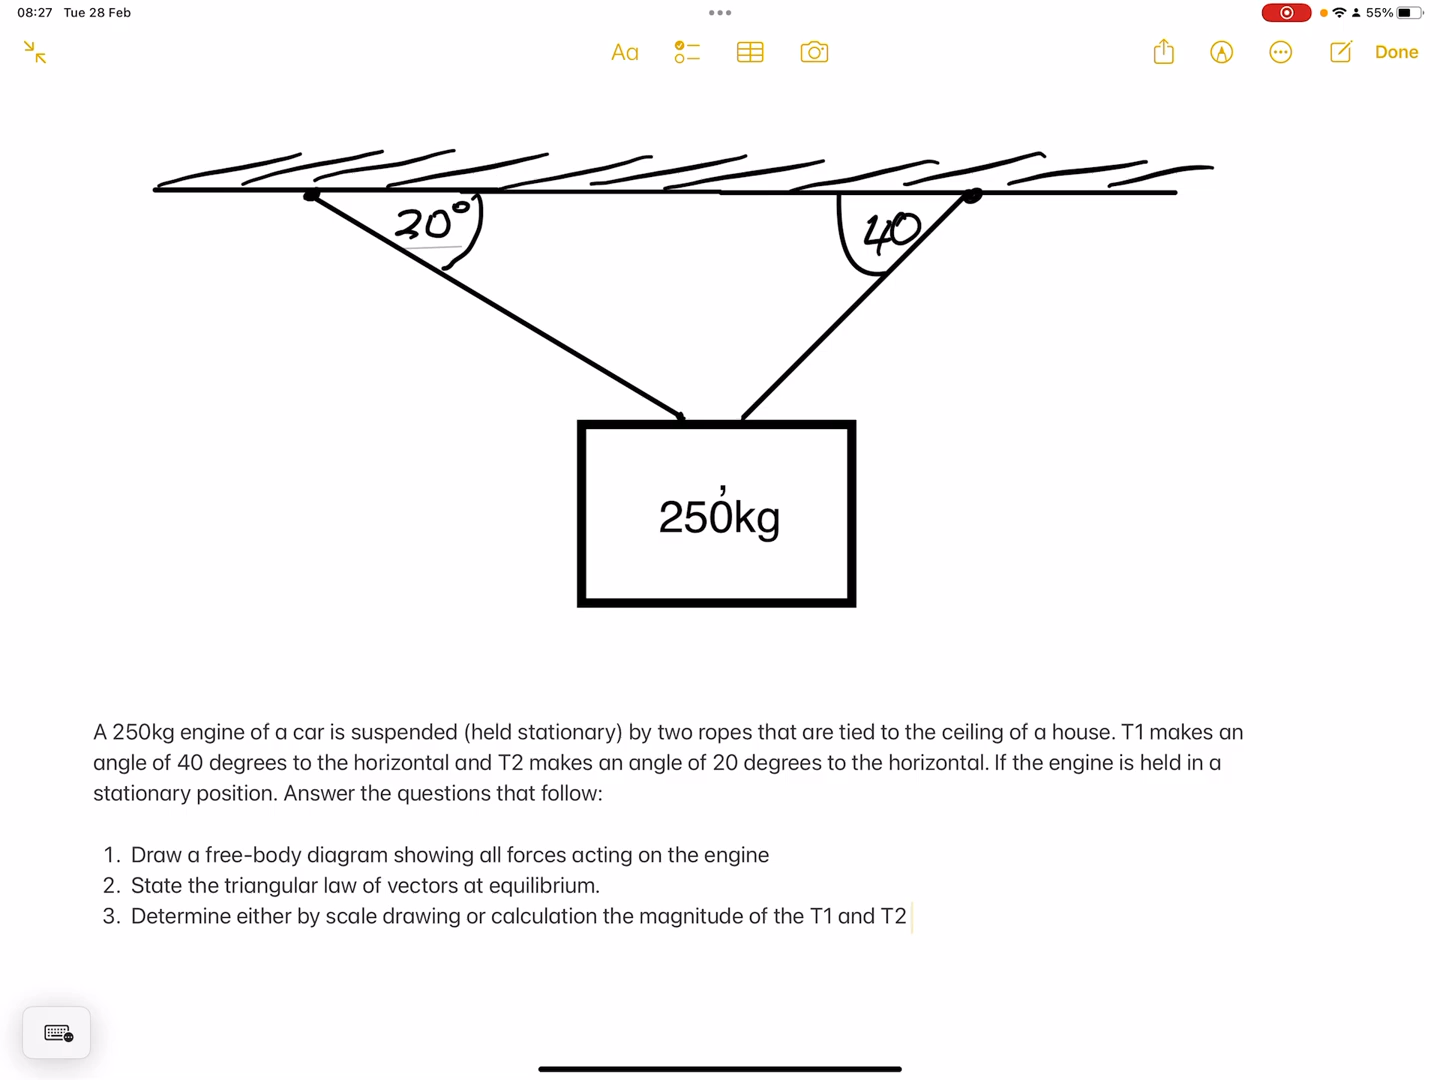 08:27 Tue 28 Feb
55%
Aa
Done
20°
40
250kg
A 250kg engine of a car is suspended (held stationary) by two ropes that are tied to the ceiling of a house. T1 makes an
angle of 40 degrees to the horizontal and T2 makes an angle of 20 degrees to the horizontal. If the engine is held in a
stationary position. Answer the questions that follow:
1. Draw a free-body diagram showing all forces acting on the engine
2. State the triangular law of vectors at equilibrium.
3. Determine either by scale drawing or calculation the magnitude of the T1 and T2